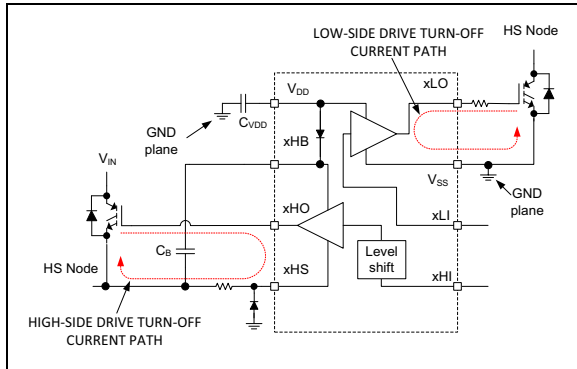 LOW-SIDE DRIVE TURN-OFF
CURRENT PATH
HS Node
xLO
VDD
CVDD
GND
plane
xHB
VIN
VSS
GND
plane
xHO
xLI
CB
Level
shift
HS Node
xHS
xHI
HIGH-SIDE DRIVE TURN-OFF
CURRENT PATH